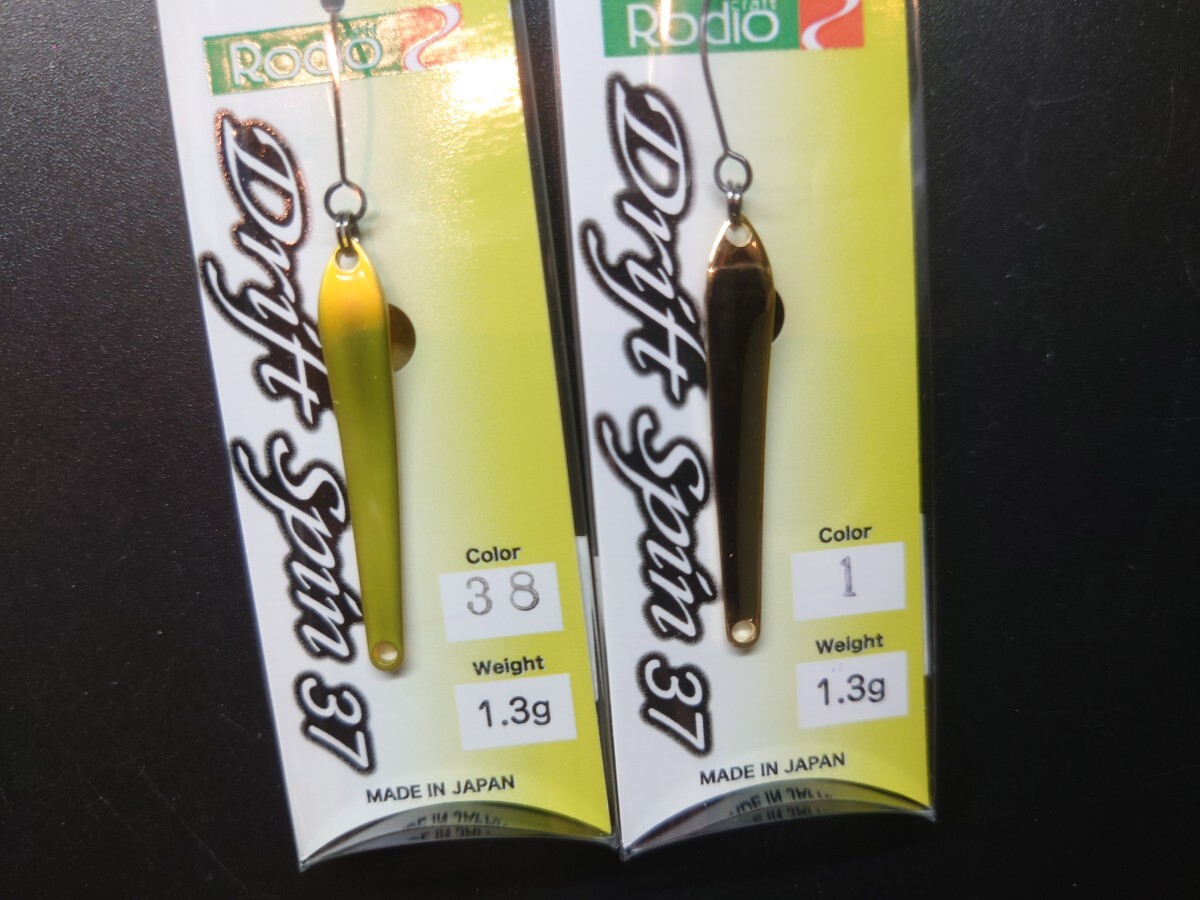 Rodio
Drift Spin 37
Color
38
Weight
1.3g
MADE IN JAPAN
craft
Rodio
Drift Spin 37
Color
1
Weight
1.3g
MADE IN JAPAN